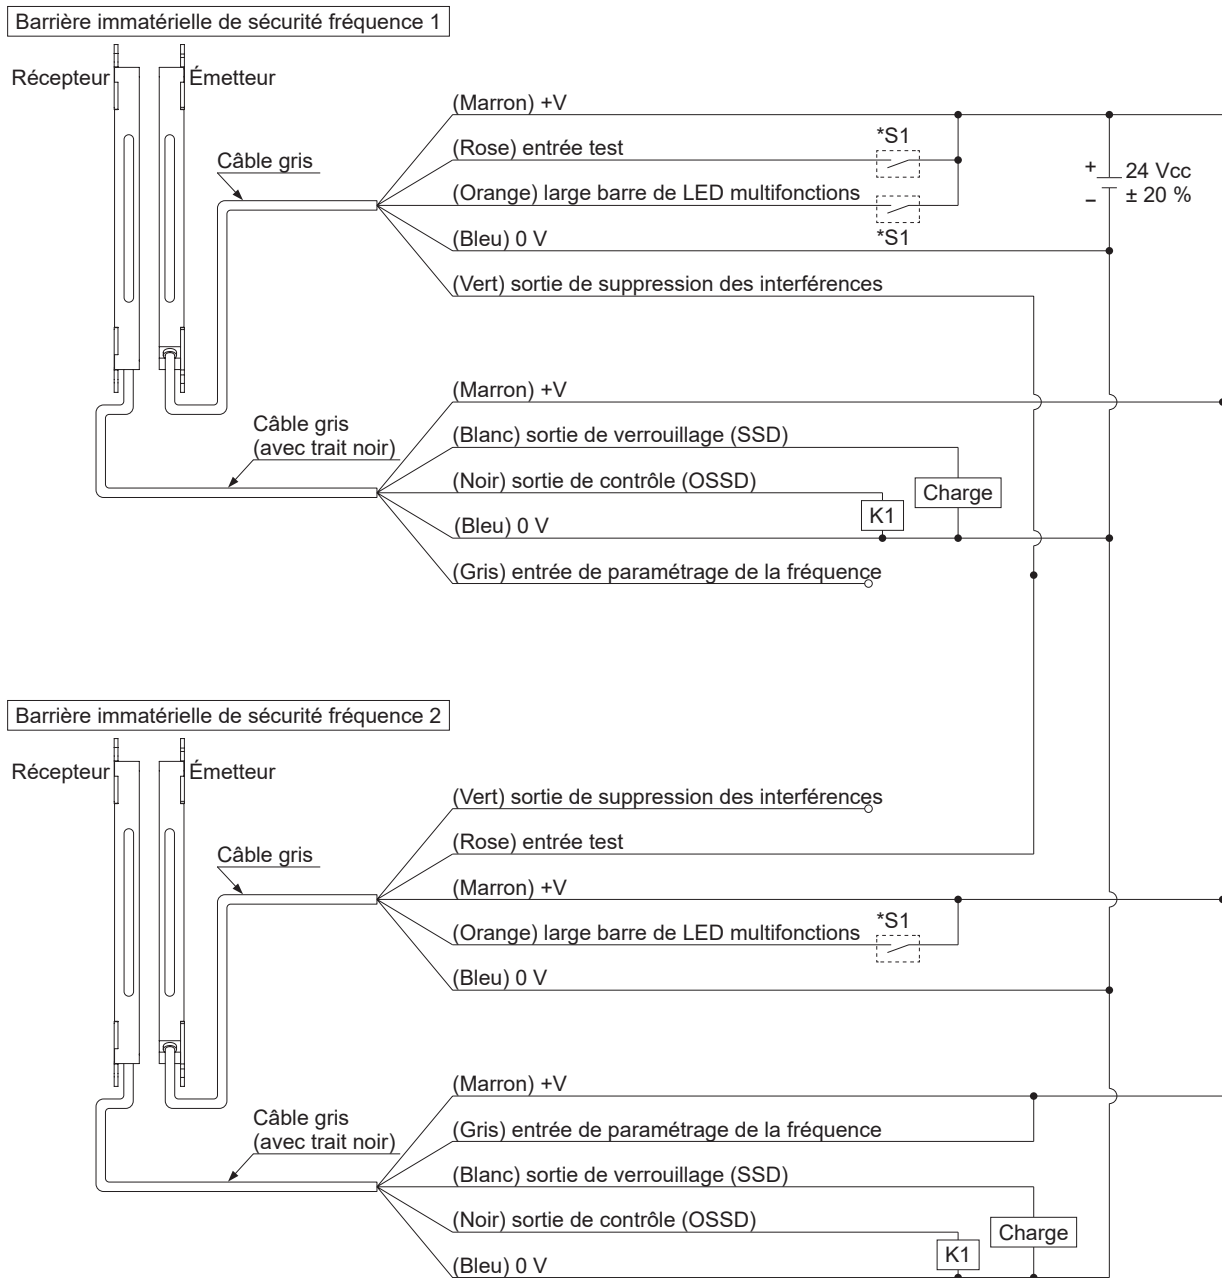 Barrière immatérielle de sécurité fréquence 1
Récepteur
Émetteur
Câble gris
(Marron) +V
(Rose) entrée test
*S1
(Orange) large barre de LED multifonctions
*S1
(Bleu) 0 V
(Vert) sortie de suppression des interférences
+
−
24 Vcc
± 20 %
Câble gris
(avec trait noir)
(Marron) +V
(Blanc) sortie de verrouillage (SSD)
(Noir) sortie de contrôle (OSSD)
K1
Charge
(Bleu) 0 V
(Gris) entrée de paramétrage de la fréquence
Barrière immatérielle de sécurité fréquence 2
Récepteur
Émetteur
Câble gris
(Vert) sortie de suppression des interférences
(Rose) entrée test
(Marron) +V
(Orange) large barre de LED multifonctions
*S1
(Bleu) 0 V
Câble gris
(avec trait noir)
(Marron) +V
(Gris) entrée de paramétrage de la fréquence
(Blanc) sortie de verrouillage (SSD)
(Noir) sortie de contrôle (OSSD)
K1
Charge
(Bleu) 0 V